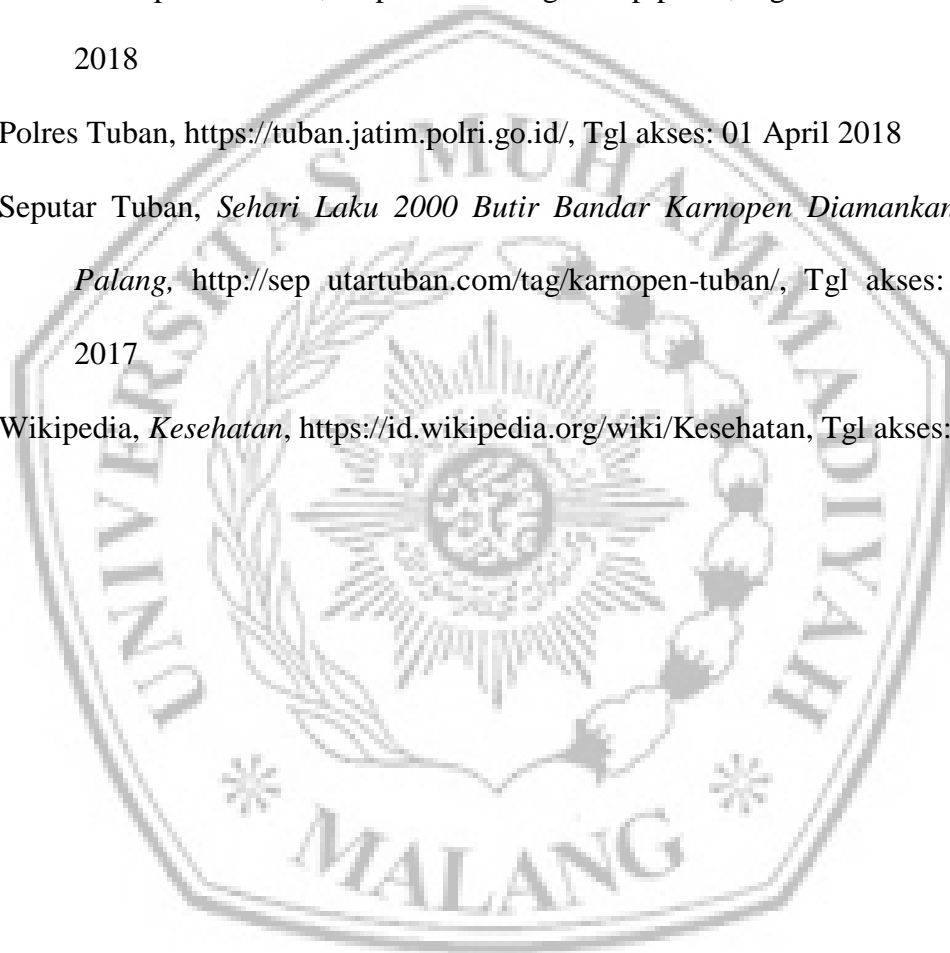 2018
Polres Tuban, https://tuban.jatim.polri.go.id/, Tgl akses: 01 April 2018
Seputar Tuban, Sehari Laku 2000 Butir Bandar Karnopen Diamankan
Palang, http://sep utartuban.com/tag/karnopen-tuban/, Tgl akses:
2017
Wikipedia, Kesehatan, https://id.wikipedia.org/wiki/Kesehatan, Tgl akses:
UNIVERSITAS MUHAMMADIYAH
MALANG